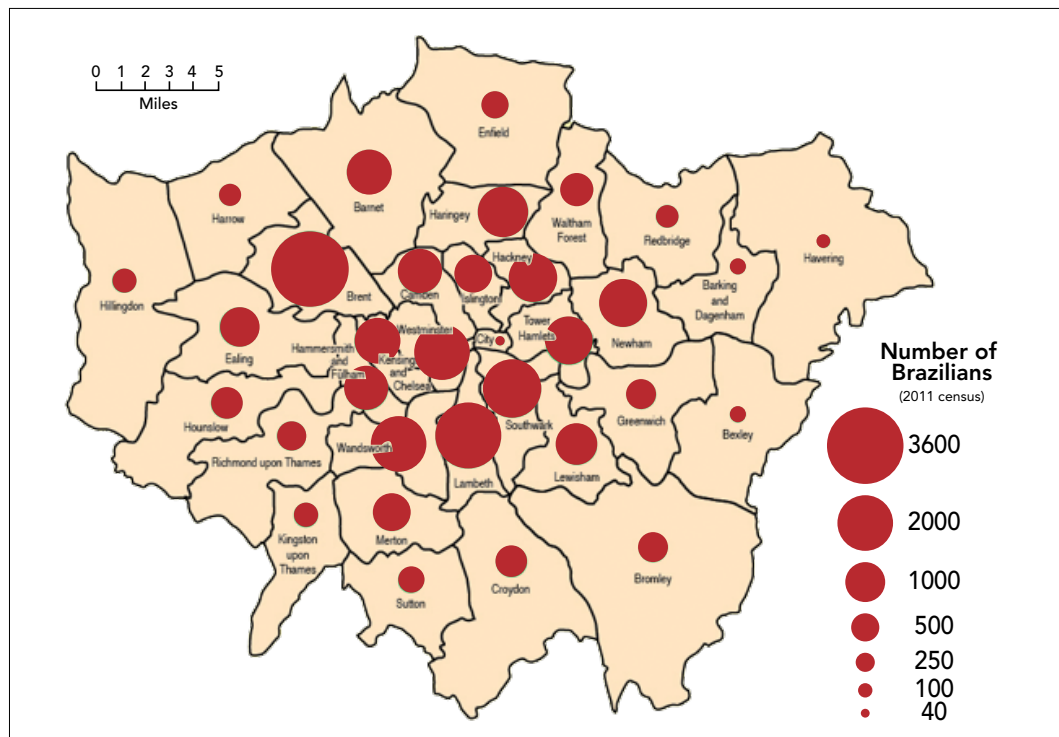 0 1 2 3 4 5
Miles
Enfield
Barnet
Harrow
Haringey
Waltham
Forest
Redbridge
Havering
Hillingdon
Brent
Camden
Islington
Hackney
Barking
and
Dagenham
Ealing
Hammersmith
and
Fulham
Kensing
and
Chelsea
Westminster
City
Tower
Hamlets
Newham
Hounslow
Richmond upon Thames
Wandsworth
Lambeth
Southwark
Lewisham
Greenwich
Bexley
Kingston
upon
Thames
Merton
Sutton
Croydon
Bromley
Number of
Brazilians
(2011 census)
3600
2000
1000
500
250
100
40